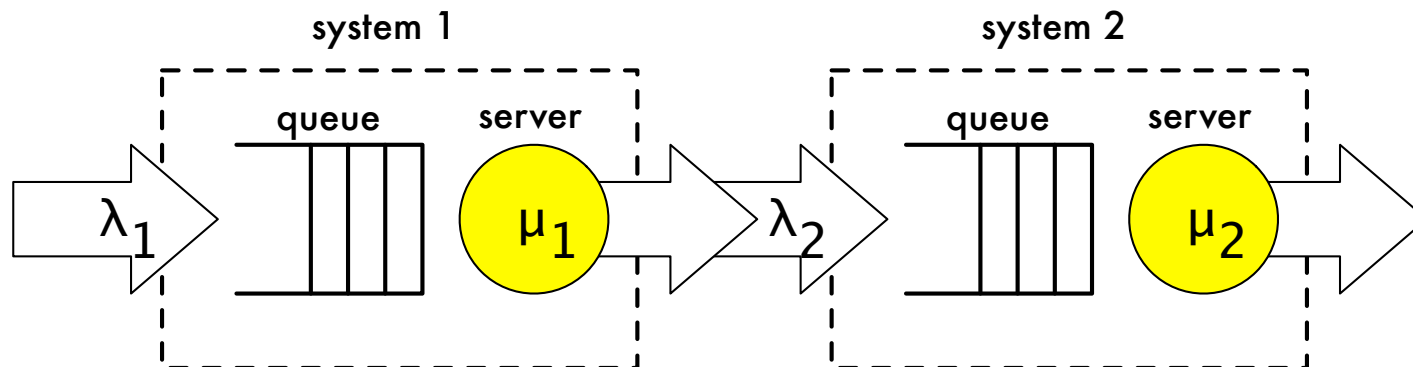 system 1
system 2
queue
server
queue
server
λ1
μ1
λ2
μ2